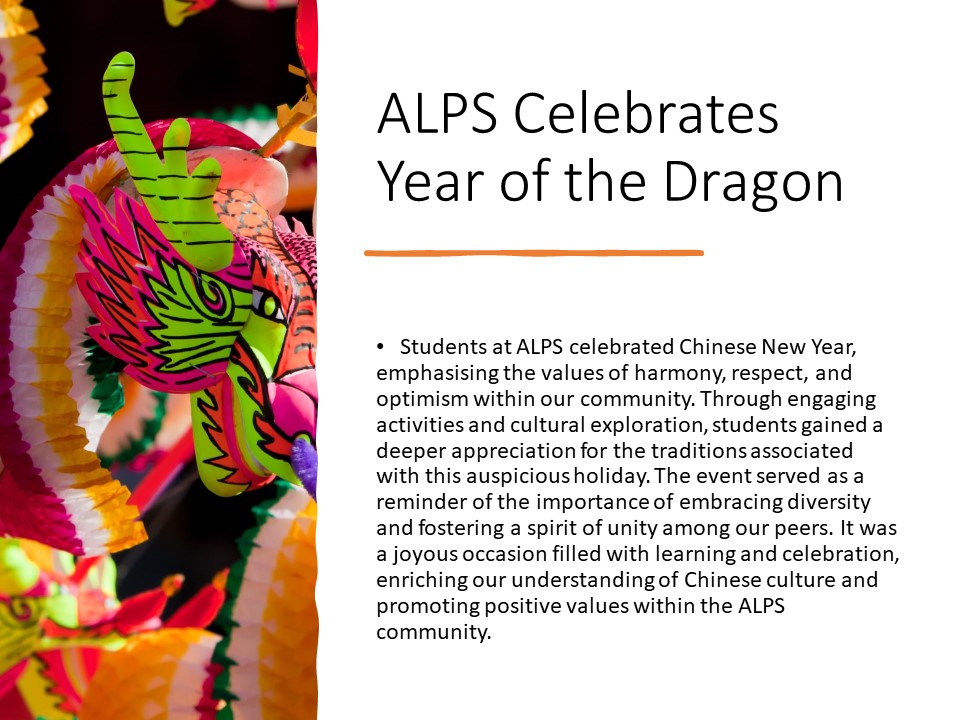 ALPS Celebrates
Year of the Dragon
• Students at ALPS celebrated Chinese New Year,
emphasising the values of harmony, respect, and
optimism within our community. Through engaging
activities and cultural exploration, students gained a
deeper appreciation for the traditions associated
with this auspicious holiday. The event served as a
reminder of the importance of embracing diversity
and fostering a spirit of unity among our peers. It was
a joyous occasion filled with learning and celebration,
enriching our understanding of Chinese culture and
promoting positive values within the ALPS
community.